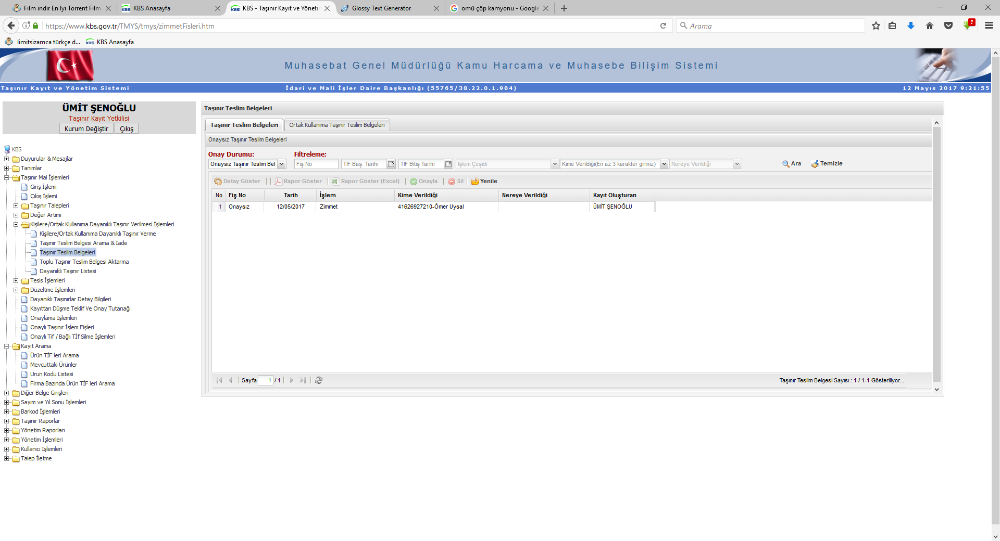 Film indir En İyi Torrent Film
KBS Anasayfa
KBS - Taşınır Kayıt ve Yönetir
Glossy Text Generator
omü çöp kamyonu - Google
https://www.kbs.gov.tr/TMYS/tmys/zimmetFisleri.htm
Arama
limitsizamca türkçe d...
KBS Anasayfa
Muhasebat Genel Müdürlüğü Kamu Harcama ve Muhasebe Bilişim Sistemi
Taşınır Kayıt ve Yönetim Sistemi
İdari ve Mali İşler Daire Başkanlığı (55765/38.22.0.1.904)
12 Mayıs 2017 9:21:55
ÜMİT ŞENOĞLU
Taşınır Kayıt Yetkilisi
Kurum Değiştir
Çıkış
KBS
Duyurular & Mesajlar
Tanımlar
Taşınır Mal İşlemleri
Giriş İşlemi
Çıkış İşlemi
Taşınır Talepleri
Değer Artımı
Kişilere/Ortak Kullanıma Dayanıklı Taşınır Verilmesi İşlemleri
Kişilere/Ortak Kullanıma Dayanıklı Taşınır Verme
Taşınır Teslim Belgesi Arama & İade
Taşınır Teslim Belgeleri
Toplu Taşınır Teslim Belgesi Aktarma
Dayanıklı Taşınır Listesi
Tesis İşlemleri
Düzeltme İşlemleri
Dayanıklı Taşınırlar Detay Bilgileri
Kayıttan Düşme Teklif Ve Onay Tutanağı
Onaylama İşlemleri
Onaylı Taşınır İşlem Fişleri
Onaylı Tif / Bağlı Tİf Silme İşlemleri
Kayıt Arama
Ürün TİF leri Arama
Mevcuttaki Ürünler
Urun Kodu Listesi
Firma Bazında Ürün TİF leri Arama
Diğer Belge Girişleri
Sayım ve Yıl Sonu İşlemleri
Barkod İşlemleri
Taşınır Raporlar
Yönetim Raporları
Yönetim İşlemleri
Kullanıcı İşlemleri
Talep İletme
Taşınır Teslim Belgeleri
Taşınır Teslim Belgeleri
Ortak Kullanıma Taşınır Teslim Belgeleri
Onaysız Taşınır Teslim Belgeleri
Onay Durumu:
Filtreleme:
Onaysız Taşınır Teslim Bel
Fiş No
TİF Baş. Tarihi
TİF Bitiş Tarihi
İşlem Çeşidi
Kime Verildiği(En az 3 karakter giriniz)
Nereye Verildiği
Ara
Temizle
Detay Göster
Rapor Göster
Rapor Göster (Excel)
Onayla
Sil
Yenile
No Fiş No Tarih İşlem Kime Verildiği Nereye Verildiği Kayıt Oluşturan
1 Onaysız 12/05/2017 Zimmet 41626927210-Ömer Uysal ÜMİT ŞENOĞLU
Sayfa 1 / 1
Taşınır Teslim Belgesi Sayısı : 1 / 1-1 Gösteriliyor...